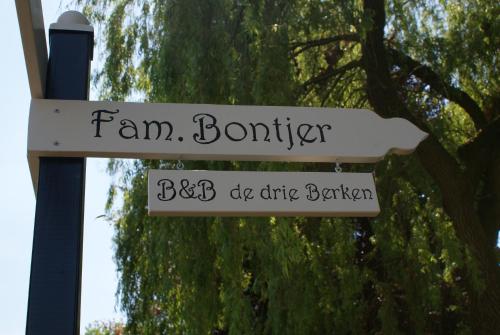 Fam. Bontjer
B&B de drie Berken